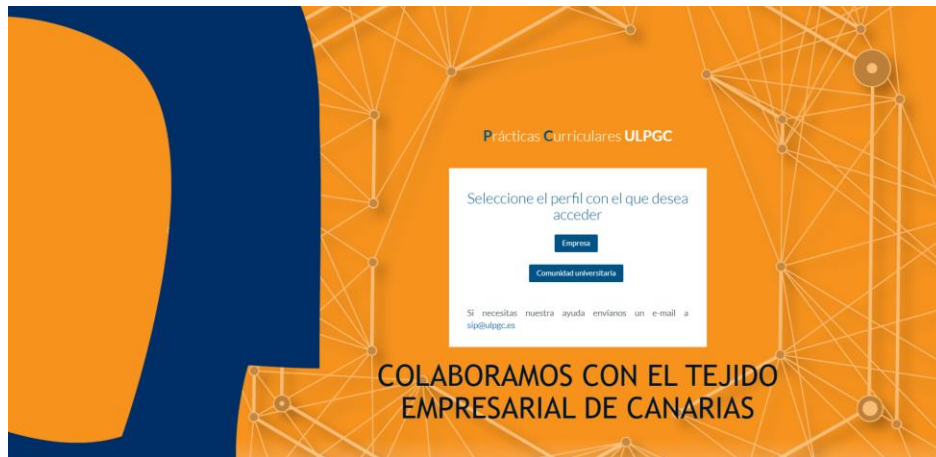 Prácticas Curriculares ULPGC
Seleccione el perfil con el que desea
acceder
Empresa
Comunidad universitaria
Si necesitas nuestra ayuda envíanos un e-mail a
sip@ulpgc.es
COLABORAMOS CON EL TEJIDO
EMPRESARIAL DE CANARIAS